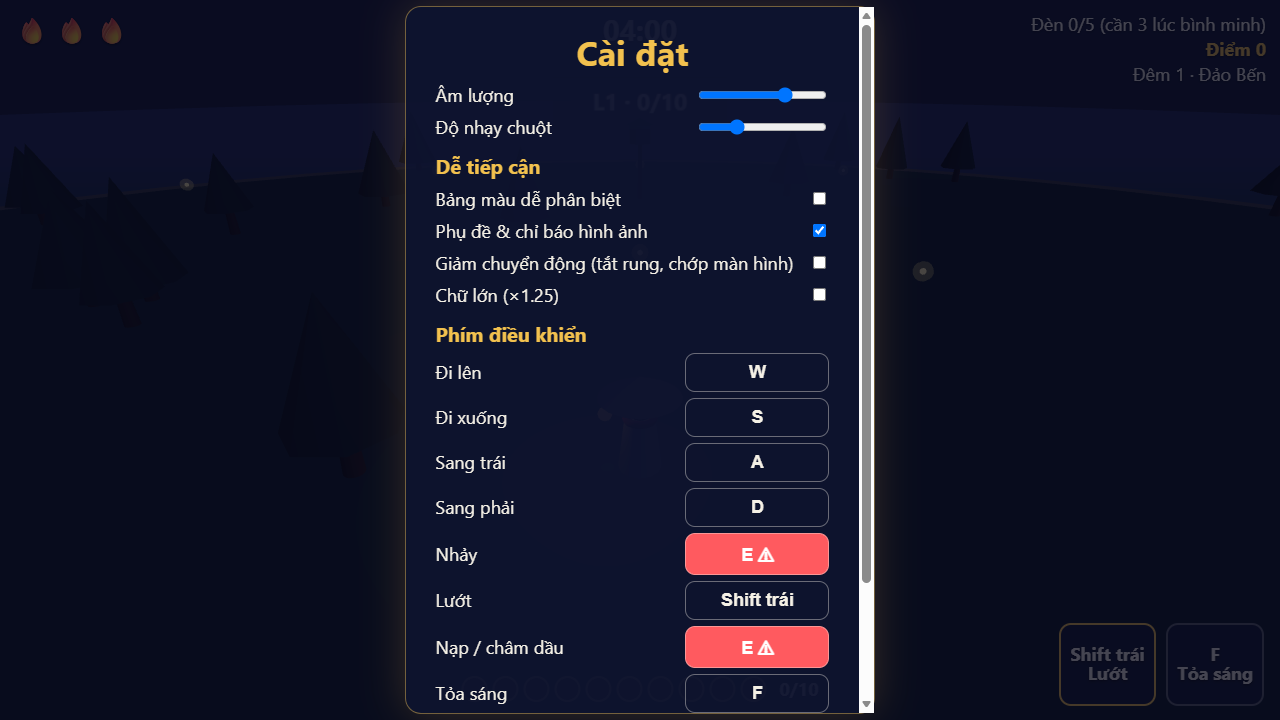 04:00
Đèn 0/5 (cần 3 lúc bình minh)
Điểm 0
Đêm 1 · Đảo Bến
Cài đặt
L1 · 0/10
Âm lượng
Độ nhạy chuột
Dễ tiếp cận
Bảng màu dễ phân biệt
Phụ đề & chỉ báo hình ảnh
Giảm chuyển động (tắt rung, chớp màn hình)
Chữ lớn (×1.25)
Phím điều khiển
Đi lên W
Đi xuống S
Sang trái A
Sang phải D
Nhảy E ⚠
Lướt Shift trái
Nạp / châm dầu E ⚠
Tỏa sáng F
0/10
Shift trái
Lướt
F
Tỏa sáng